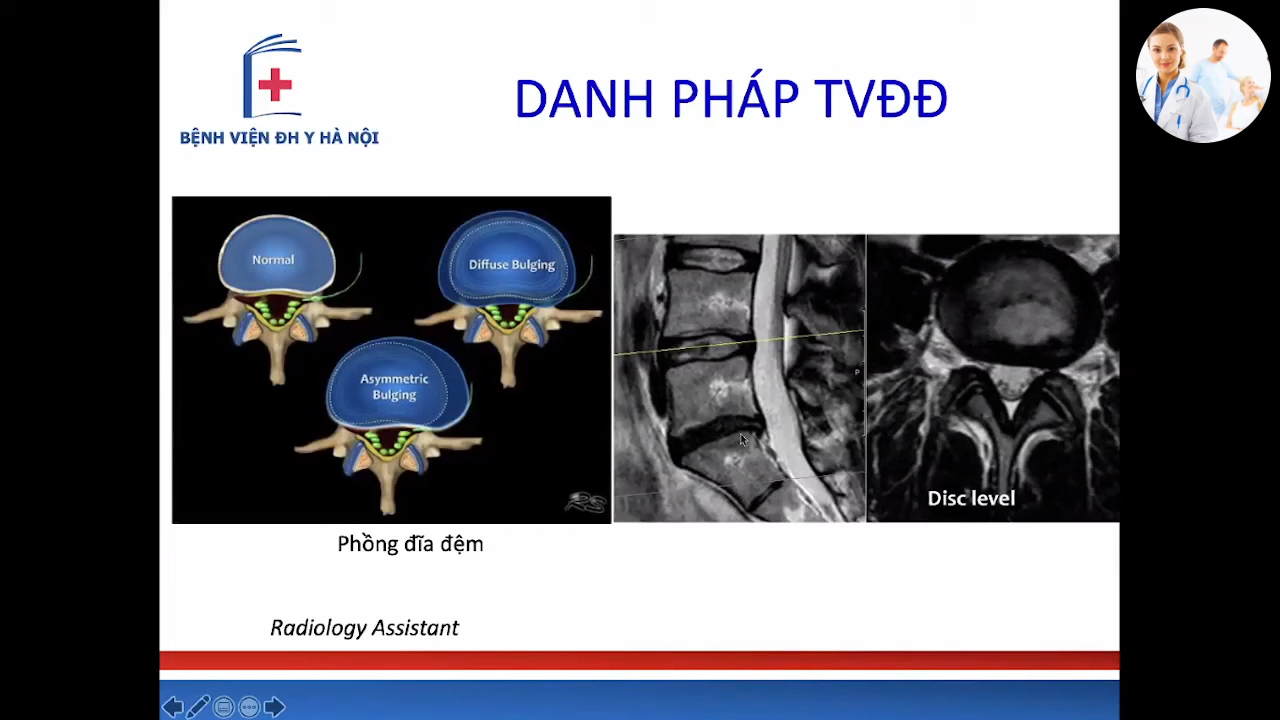 BỆNH VIỆN ĐH Y HÀ NỘI
DANH PHÁP TVĐĐ
Normal
Diffuse Bulging
Asymmetric
Bulging
RS
P
Disc level
Phồng đĩa đệm
Radiology Assistant